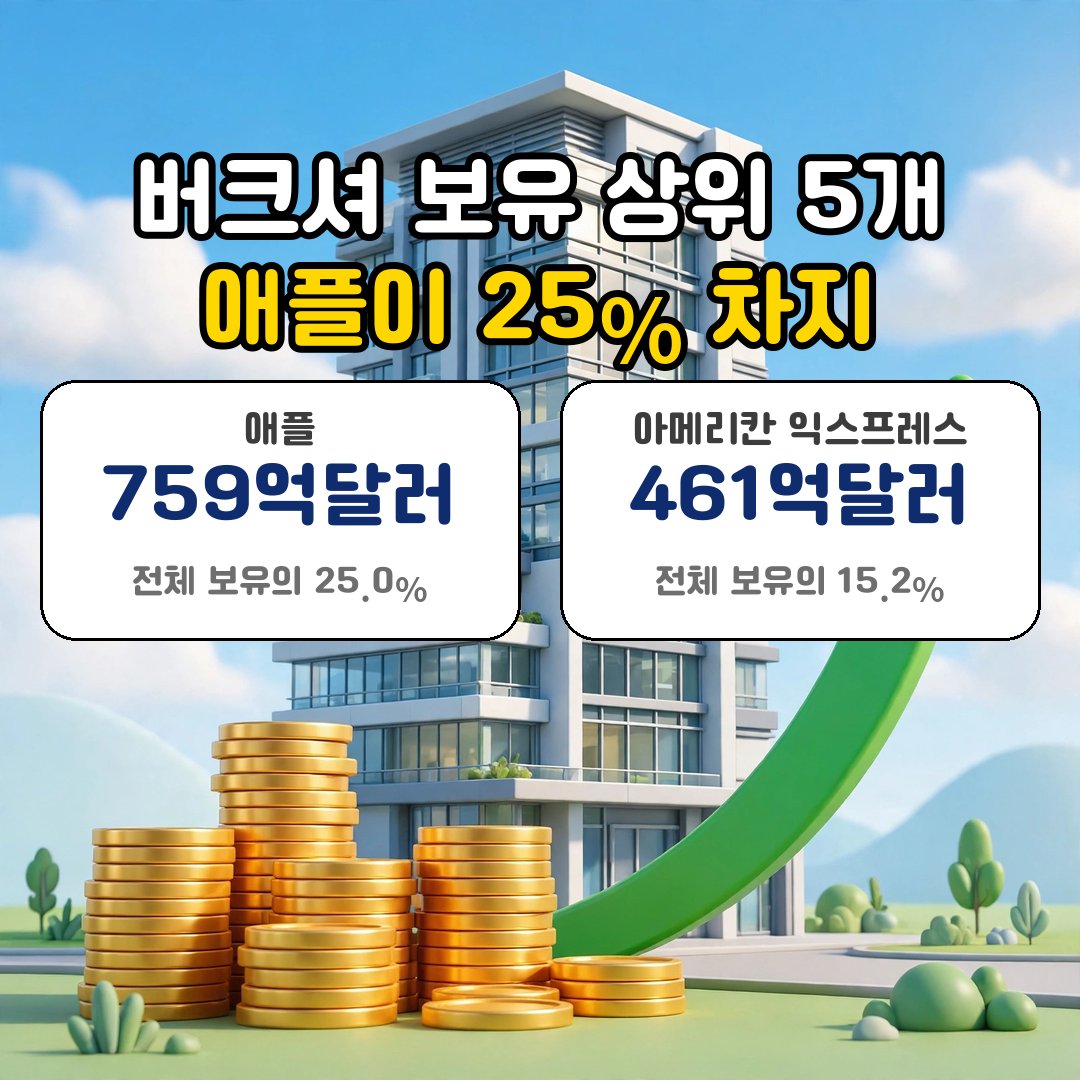 버크셔 보유 상위 5개
애플이 25% 차지
애플
759억달러
전체 보유의 25.0%
아메리칸 익스프레스
461억달러
전체 보유의 15.2%